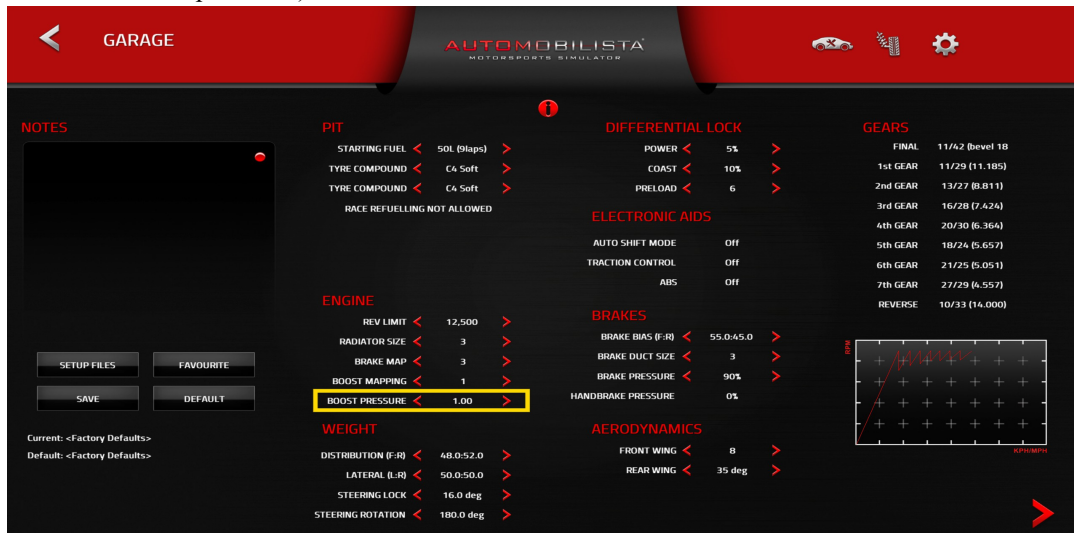 GARAGE
AUTOMOBILISTA
MOTORSPORTS SIMULATOR
NOTES
SETUP FILES
FAVOURITE
SAVE
DEFAULT
Current: <Factory Defaults>
Default: <Factory Defaults>
PIT
STARTING FUEL < 50L (9laps) >
TYRE COMPOUND < C4 Soft >
TYRE COMPOUND < C4 Soft >
RACE REFUELLING NOT ALLOWED
ENGINE
REV LIMIT < 12,500 >
RADIATOR SIZE < 3 >
BRAKE MAP < 3 >
BOOST MAPPING < 1 >
BOOST PRESSURE < 1.00 >
WEIGHT
DISTRIBUTION (F:R) < 48.0:52.0 >
LATERAL (L:R) < 50.0:50.0 >
STEERING LOCK < 16.0 deg >
STEERING ROTATION < 180.0 deg >
DIFFERENTIAL LOCK
POWER < 5% >
COAST < 10% >
PRELOAD < 6 >
ELECTRONIC AIDS
AUTO SHIFT MODE Off
TRACTION CONTROL Off
ABS Off
BRAKES
BRAKE BIAS (F:R) < 55.0:45.0 >
BRAKE DUCT SIZE < 3 >
BRAKE PRESSURE < 90% >
HANDBRAKE PRESSURE 0%
AERODYNAMICS
FRONT WING < 8 >
REAR WING < 35 deg >
GEARS
FINAL 11/42 (bevel 18
1st GEAR 11/29 (11.185)
2nd GEAR 13/27 (8.811)
3rd GEAR 16/28 (7.424)
4th GEAR 20/30 (6.364)
5th GEAR 18/24 (5.657)
6th GEAR 21/25 (5.051)
7th GEAR 27/29 (4.557)
REVERSE 10/33 (14.000)
RPM
KPH/MPH